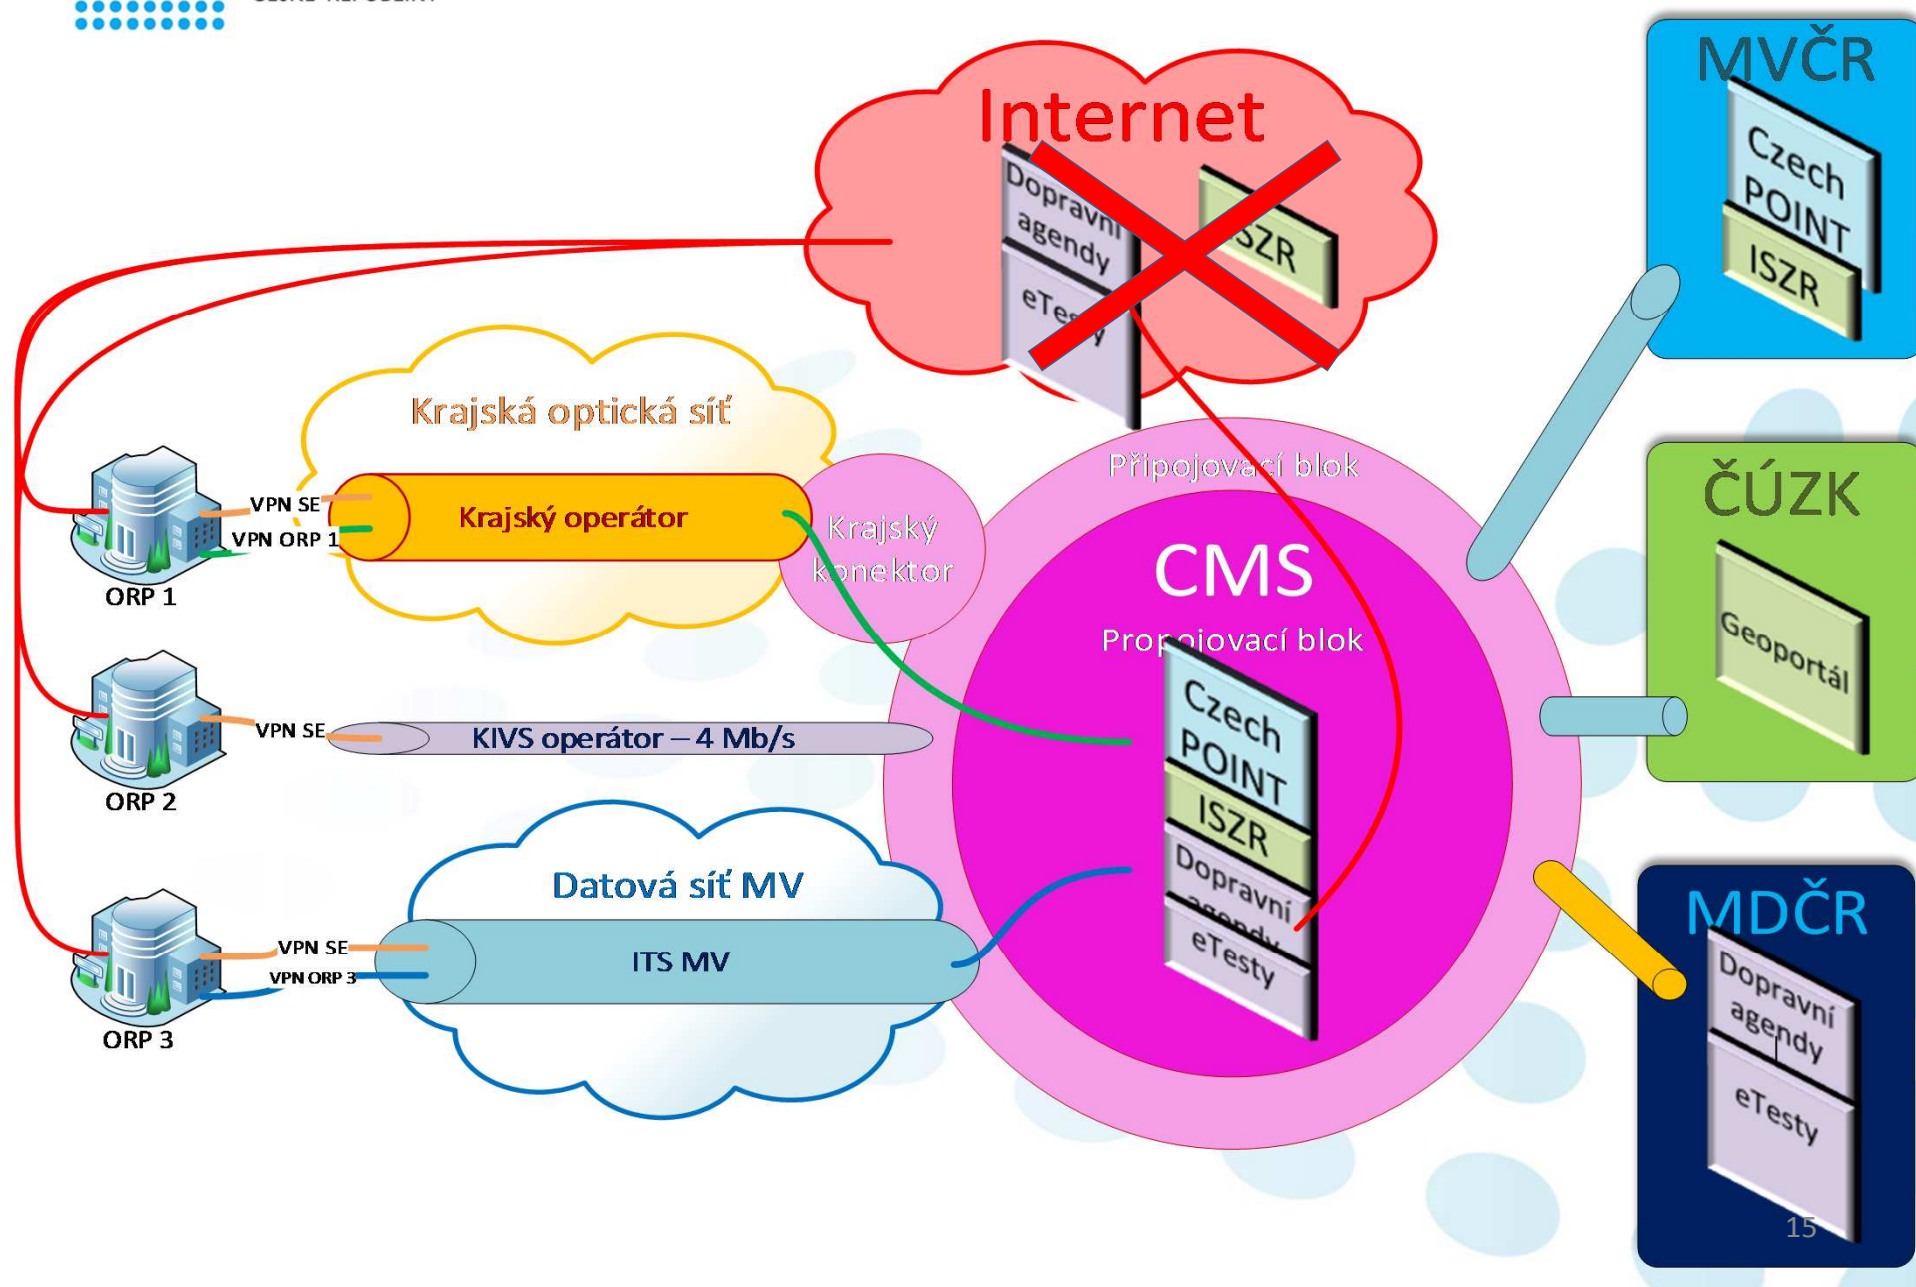 Internet
Dopravní
agendy
eTesty
ISZR
MVČR
Czech
POINT
ISZR
Krajská optická síť
Připojovací blok
ČÚZK
Geoportál
VPN SE
VPN ORP 1
Krajský operátor
Krajský
konektor
CMS
Propojovací blok
ORP 1
VPN SE
KIVS operátor – 4 Mb/s
ORP 2
Czech
POINT
ISZR
Dopravní
agendy
eTesty
Datová síť MV
VPN SE
VPN ORP 3
ITS MV
ORP 3
MDČR
Dopravní
agendy
eTesty
15